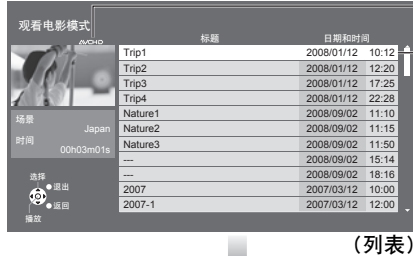 观看电影模式
AVCHD
标题 日期和时间
Trip1 2008/01/12 10:12
Trip2 2008/01/12 12:20
Trip3 2008/01/12 17:25
Trip4 2008/01/12 22:28
Nature1 2008/09/02 11:10
Nature2 2008/09/02 11:15
Nature3 2008/09/02 11:50
--- 2008/09/02 15:14
--- 2008/09/02 18:16
2007 2007/03/12 10:00
2007-1 2007/03/12 12:00
场景
Japan
时间
00h03m01s
选择
退出
返回
播放
(列表)